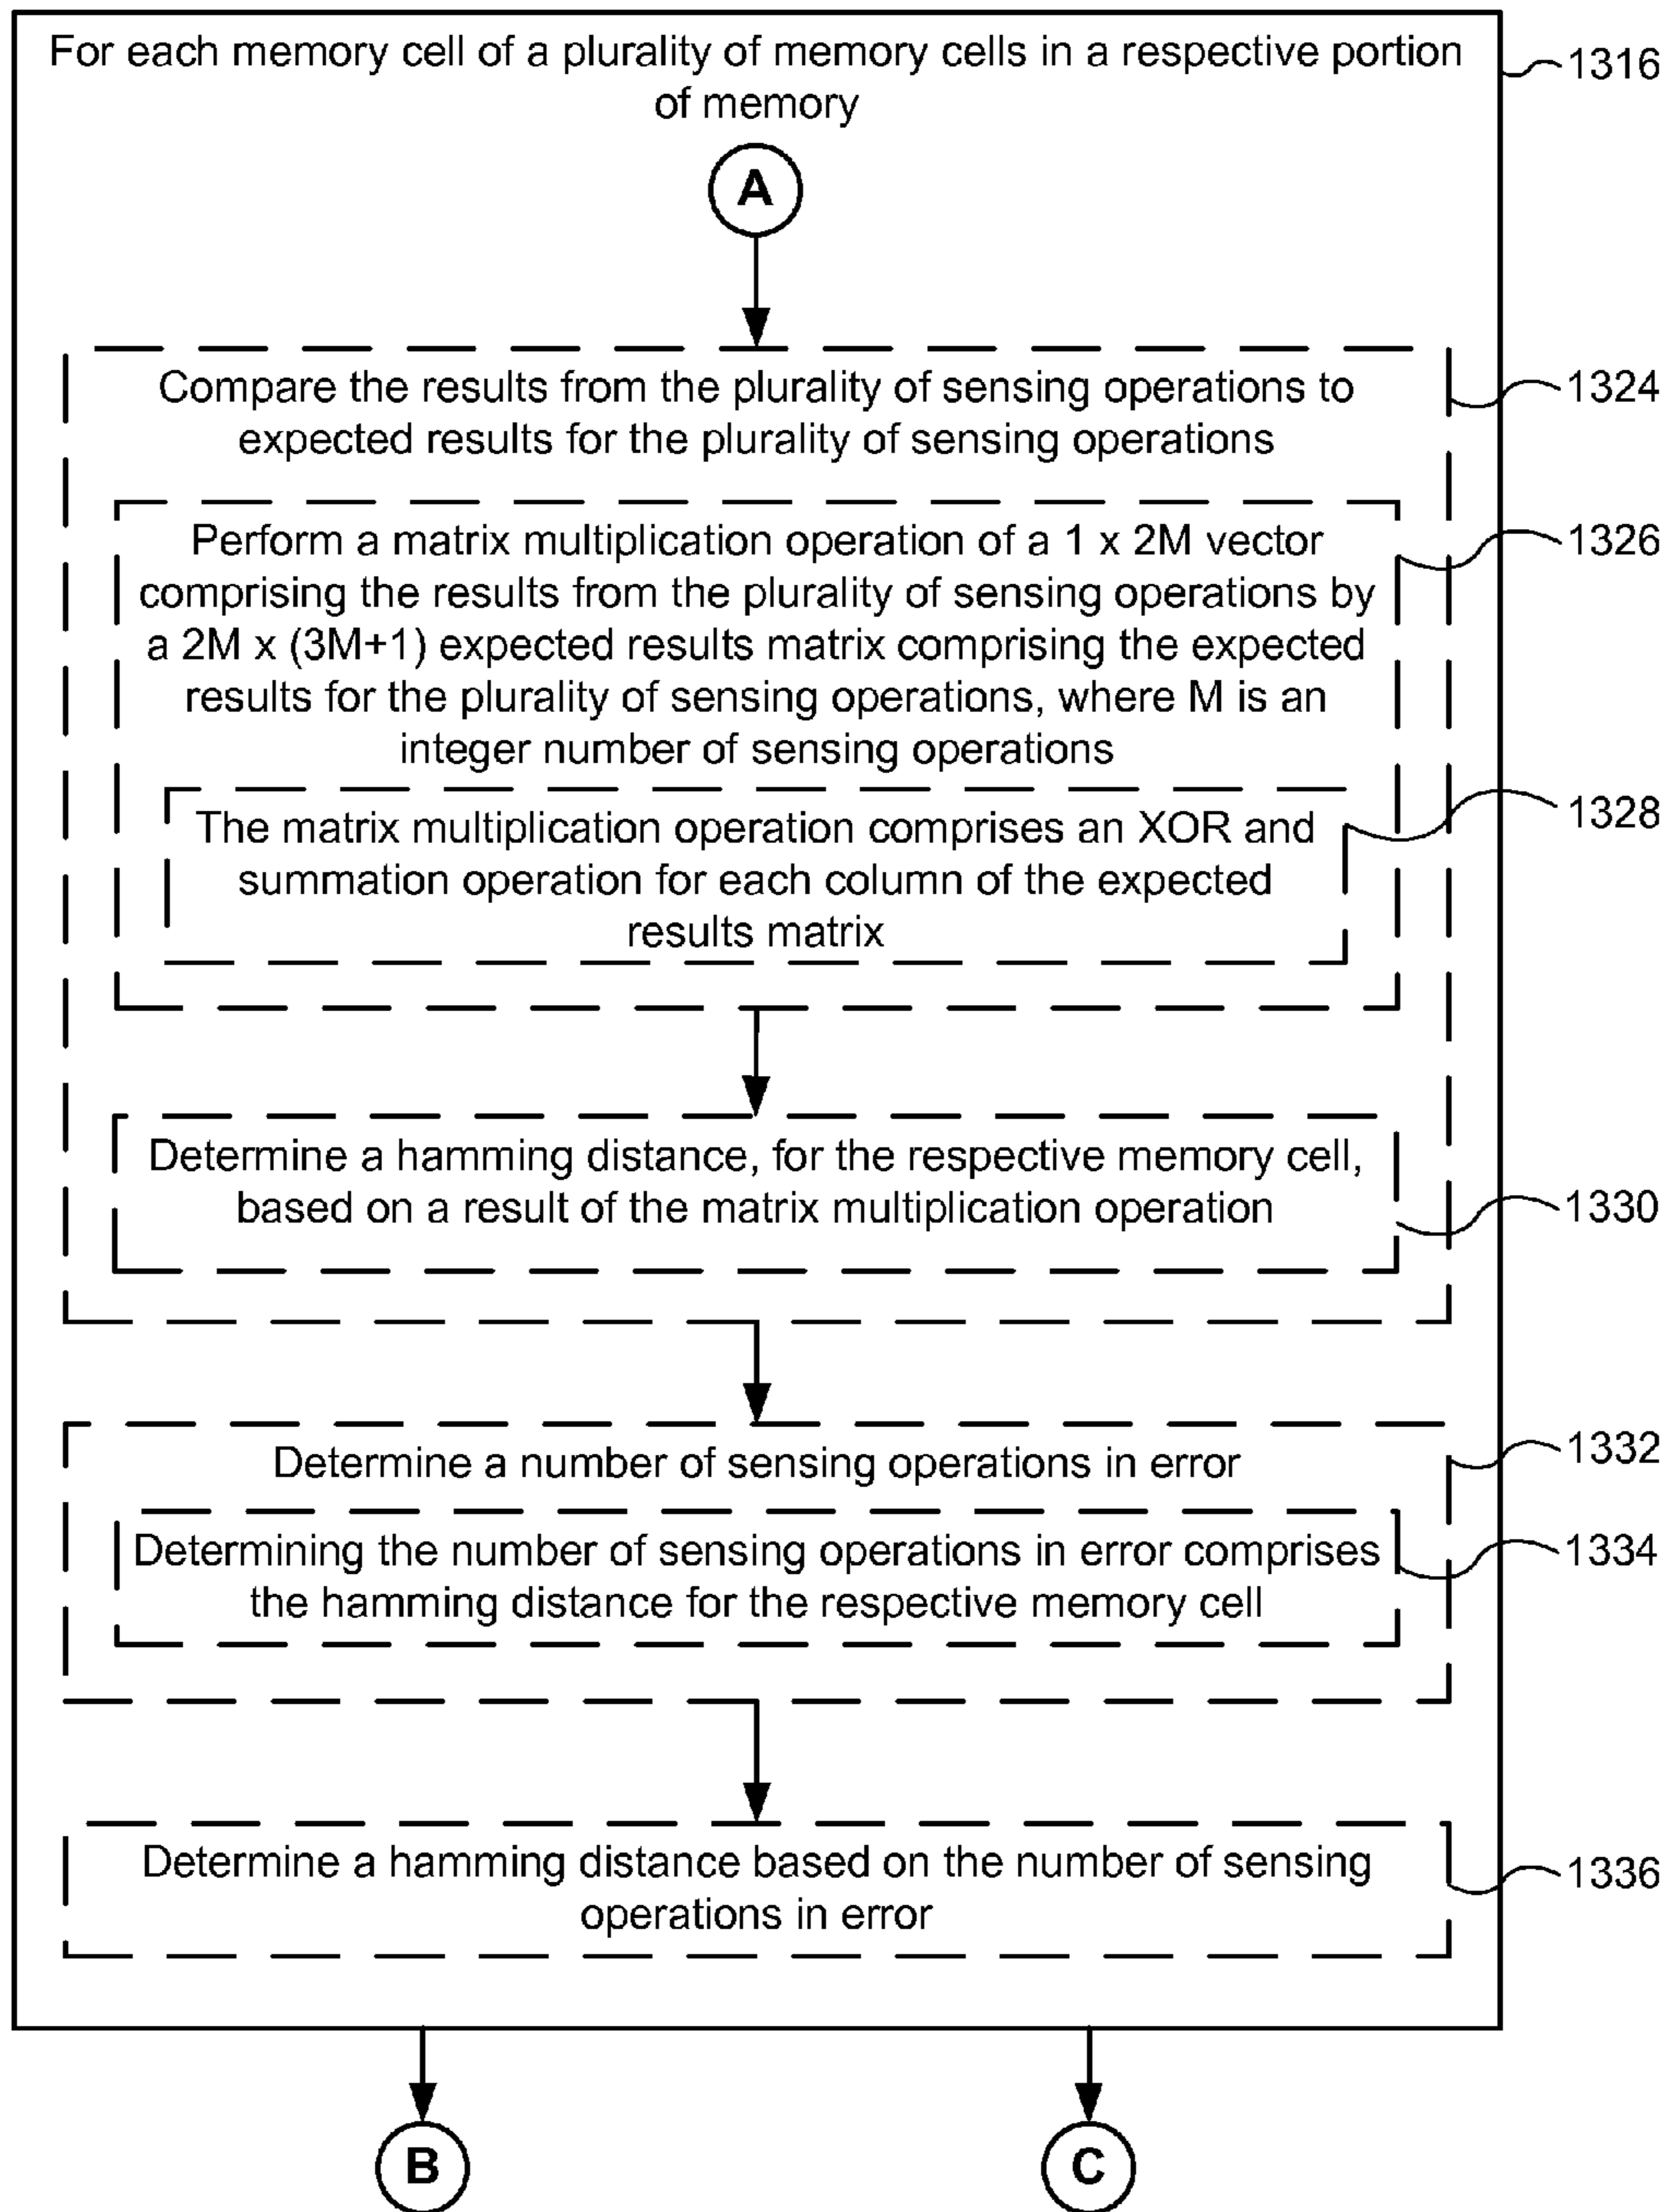 For each memory cell of a plurality of memory cells in a respective portion
of memory
1316
A
Compare the results from the plurality of sensing operations to
expected results for the plurality of sensing operations
1324
Perform a matrix multiplication operation of a 1 x 2M vector
comprising the results from the plurality of sensing operations by
a 2M x (3M+1) expected results matrix comprising the expected
results for the plurality of sensing operations, where M is an
integer number of sensing operations
1326
The matrix multiplication operation comprises an XOR and
summation operation for each column of the expected
results matrix
1328
Determine a hamming distance, for the respective memory cell,
based on a result of the matrix multiplication operation
1330
Determine a number of sensing operations in error
1332
Determining the number of sensing operations in error comprises
the hamming distance for the respective memory cell
1334
Determine a hamming distance based on the number of sensing
operations in error
1336
B
C